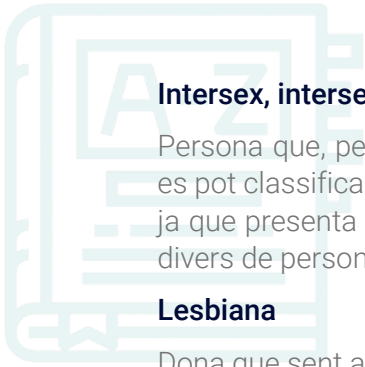 A-Z
Intersex, interse
Persona que, pe
es pot classifica
ja que presenta
divers de person
Lesbiana
Dona que sent a